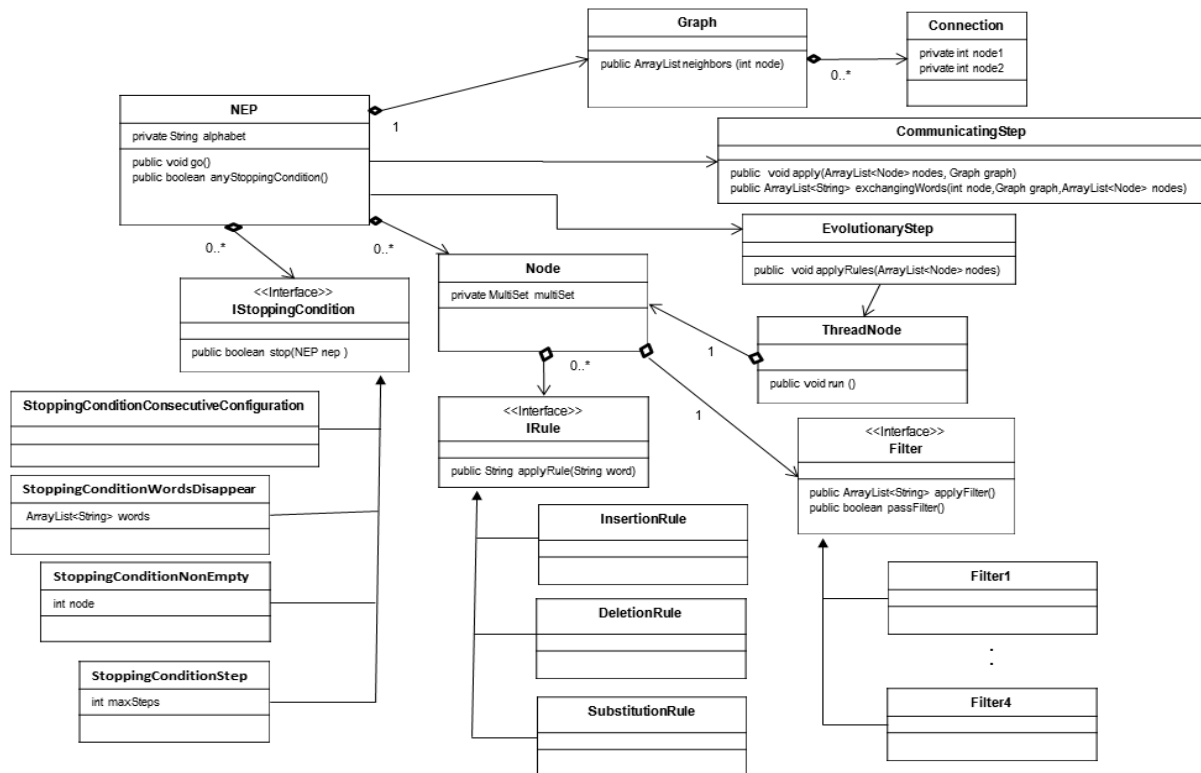 Graph
public ArrayList neighbors (int node)
Connection
private int node1
private int node2
0..*
NEP
private String alphabet
public void go()
public boolean anyStoppingCondition()
1
CommunicatingStep
public void apply(ArrayList<Node> nodes, Graph graph)
public ArrayList<String> exchangingWords(int node,Graph graph,ArrayList<Node> nodes)
EvolutionaryStep
public void applyRules(ArrayList<Node> nodes)
0..*
0..*
Node
private MultiSet multiSet
<<Interface>>
IStoppingCondition
public boolean stop(NEP nep )
ThreadNode
public void run ()
1
0..*
1
StoppingConditionConsecutiveConfiguration
<<Interface>>
IRule
public String applyRule(String word)
<<Interface>>
Filter
public ArrayList<String> applyFilter()
public boolean passFilter()
StoppingConditionWordsDisappear
ArrayList<String> words
InsertionRule
StoppingConditionNonEmpty
int node
Filter1
DeletionRule
:
StoppingConditionStep
int maxSteps
SubstitutionRule
Filter4